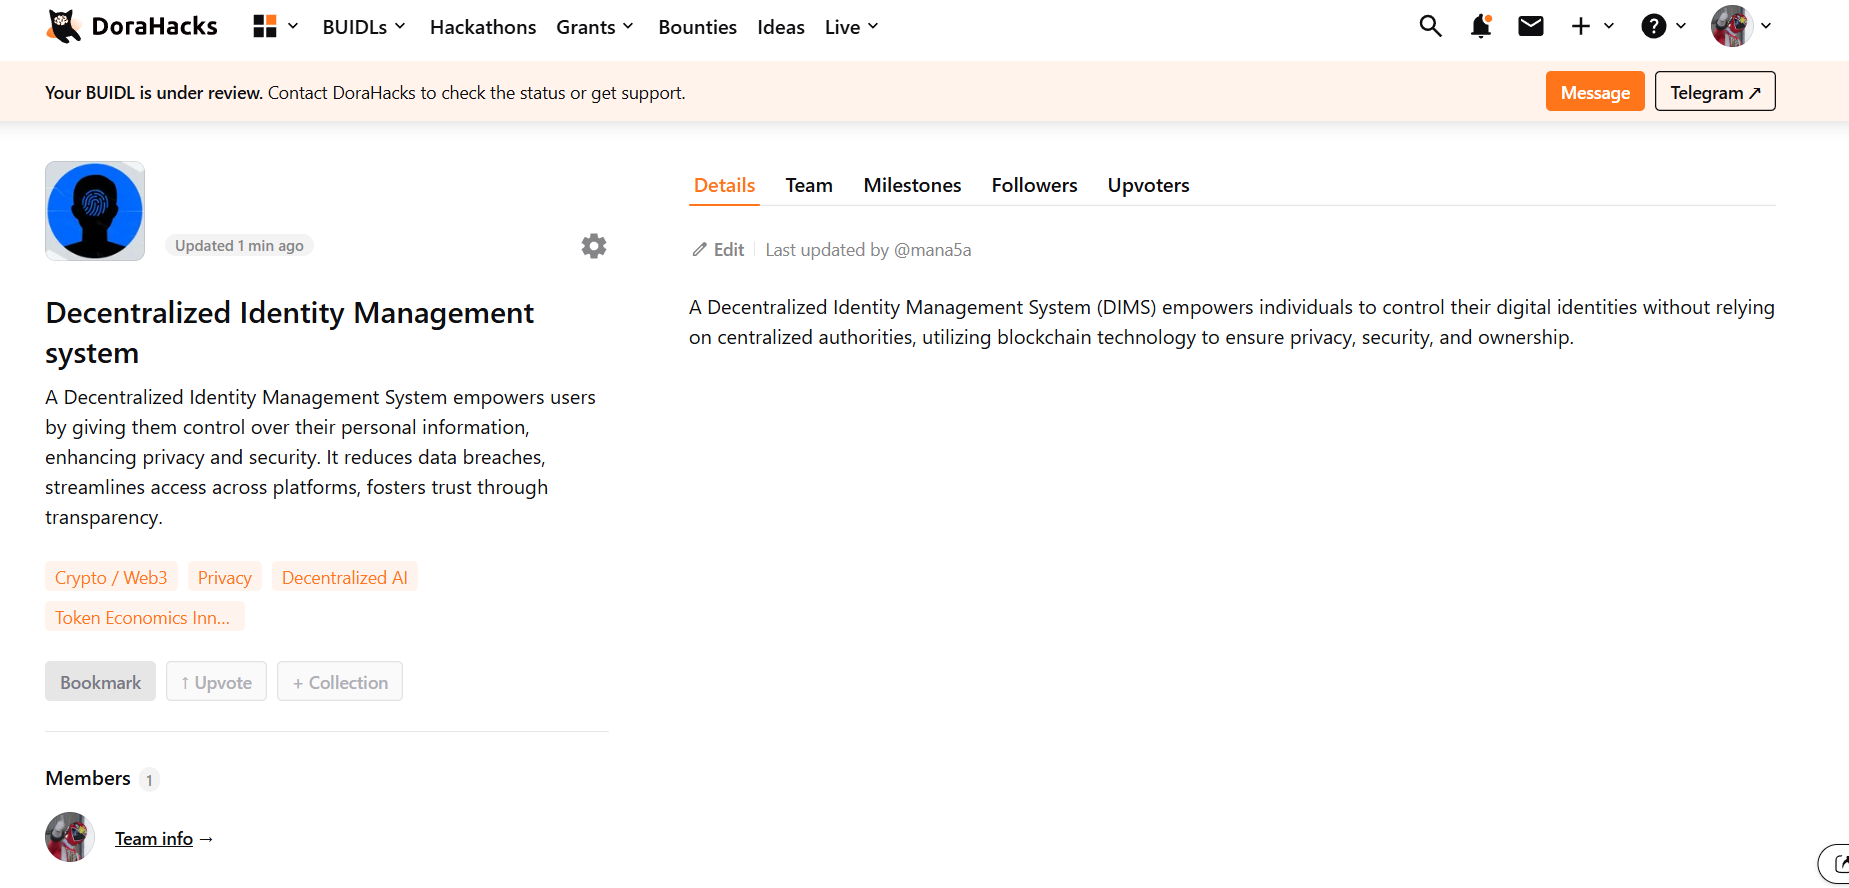 DoraHacks
BUIDLs
Hackathons
Grants
Bounties
Ideas
Live
Your BUIDL is under review. Contact DoraHacks to check the status or get support.
Message
Telegram ↗
Updated 1 min ago
Decentralized Identity Management
system
A Decentralized Identity Management System empowers users
by giving them control over their personal information,
enhancing privacy and security. It reduces data breaches,
streamlines access across platforms, fosters trust through
transparency.
Crypto / Web3
Privacy
Decentralized AI
Token Economics Inn...
Bookmark
↑ Upvote
+ Collection
Members 1
Team info →
Details
Team
Milestones
Followers
Upvoters
Edit
Last updated by @mana5a
A Decentralized Identity Management System (DIMS) empowers individuals to control their digital identities without relying
on centralized authorities, utilizing blockchain technology to ensure privacy, security, and ownership.